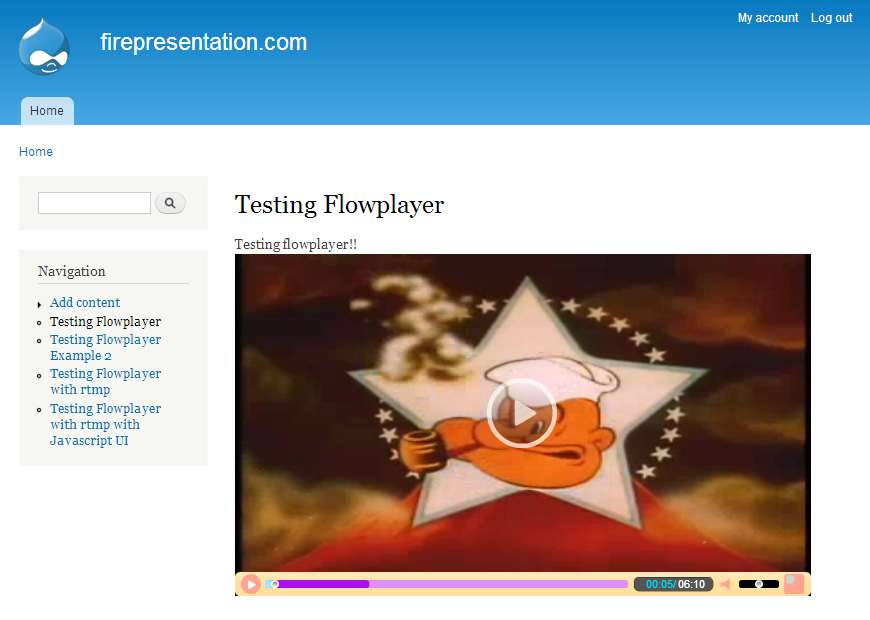 My account Log out
firepresentation.com
Home
Home
Testing Flowplayer
Testing flowplayer!!
Navigation
Add content
Testing Flowplayer
Testing Flowplayer
Example 2
Testing Flowplayer
with rtmp
Testing Flowplayer
with rtmp with
Javascript UI
00:05/06:10